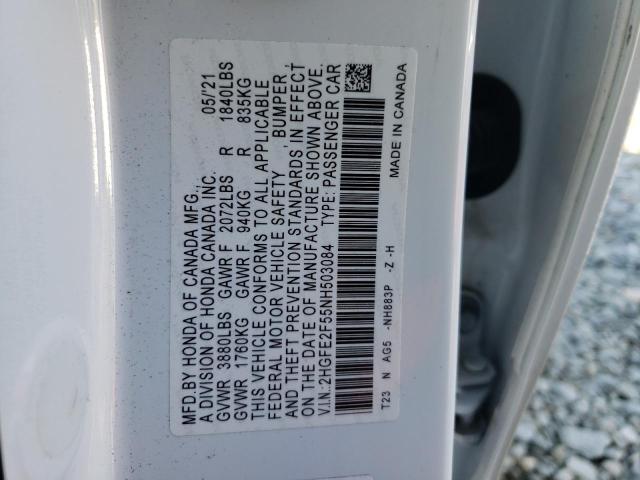 MFD.BY HONDA OF CANADA MFG., 05/'21
A DIVISION OF HONDA CANADA INC.
GVWR 3880LBS GAWR F 2072LBS R 1840LBS
GVWR 1760KG GAWR F 940KG R 835KG
THIS VEHICLE CONFORMS TO ALL APPLICABLE
FEDERAL MOTOR VEHICLE SAFETY , BUMPER ,
AND THEFT PREVENTION STANDARDS IN EFFECT
ON THE DATE OF MANUFACTURE SHOWN ABOVE.
V.I.N.:2HGFE2F55NH503084 TYPE: PASSENGER CAR
T23 N AG5 -NH883P -Z -H MADE IN CANADA